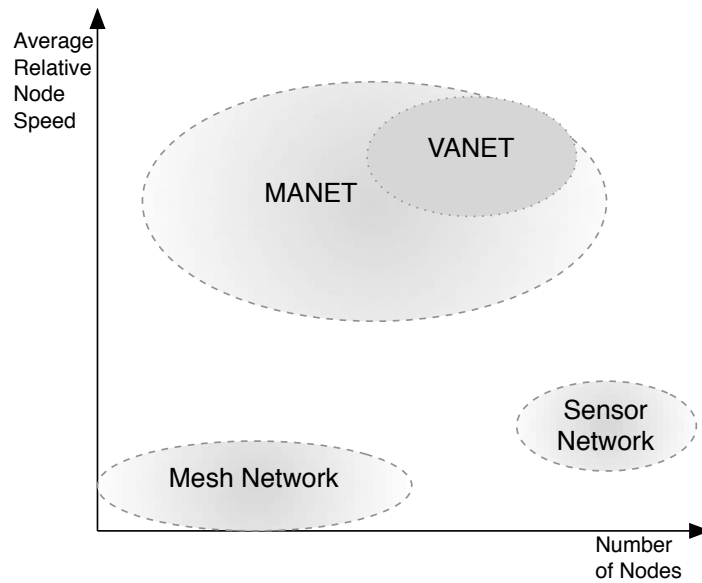 Average
Relative
Node
Speed
VANET
MANET
Sensor
Network
Mesh Network
Number
of Nodes